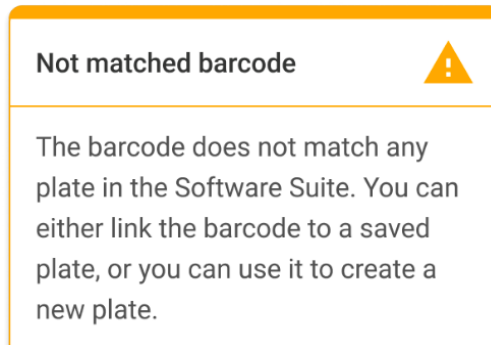 Not matched barcode
The barcode does not match any
plate in the Software Suite. You can
either link the barcode to a saved
plate, or you can use it to create a
new plate.